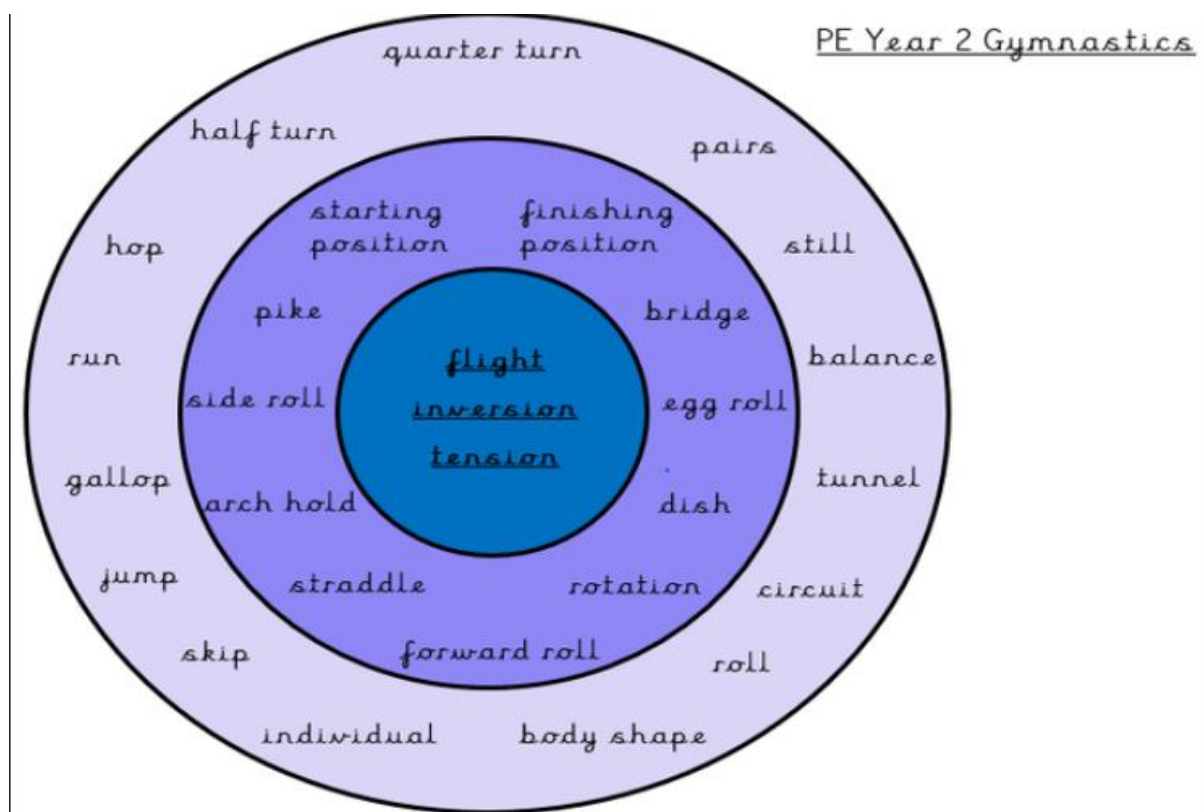 PE Year 2 Gymnastics
quarter turn
half turn
pairs
hop
still
run
balance
gallop
tunnel
jump
circuit
skip
roll
individual
body shape
starting
position
finishing
position
pike
bridge
side roll
egg roll
arch hold
dish
straddle
rotation
forward roll
flight
inversion
tension